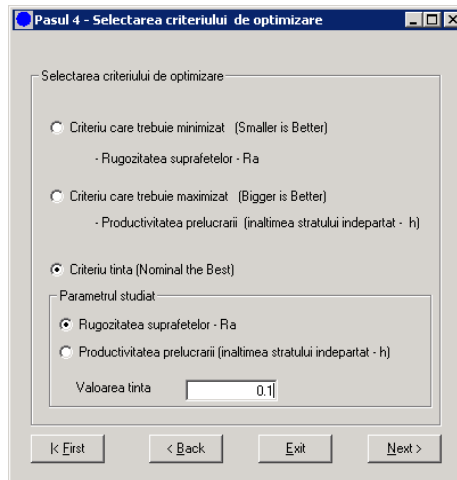 Pasul 4 - Selectarea criteriului de optimizare
Selectarea criteriului de optimizare
Criteriu care trebuie minimizat (Smaller is Better)
- Rugozitatea suprafetelor - Ra
Criteriu care trebuie maximizat (Bigger is Better)
- Productivitatea prelucrarii (inaltimea stratului indepartat - h)
Criteriu tinta (Nominal the Best)
Parametrul studiat
Rugozitatea suprafetelor - Ra
Productivitatea prelucrarii (inaltimea stratului indepartat - h)
Valoarea tinta 0.1
|< First < Back Exit Next >